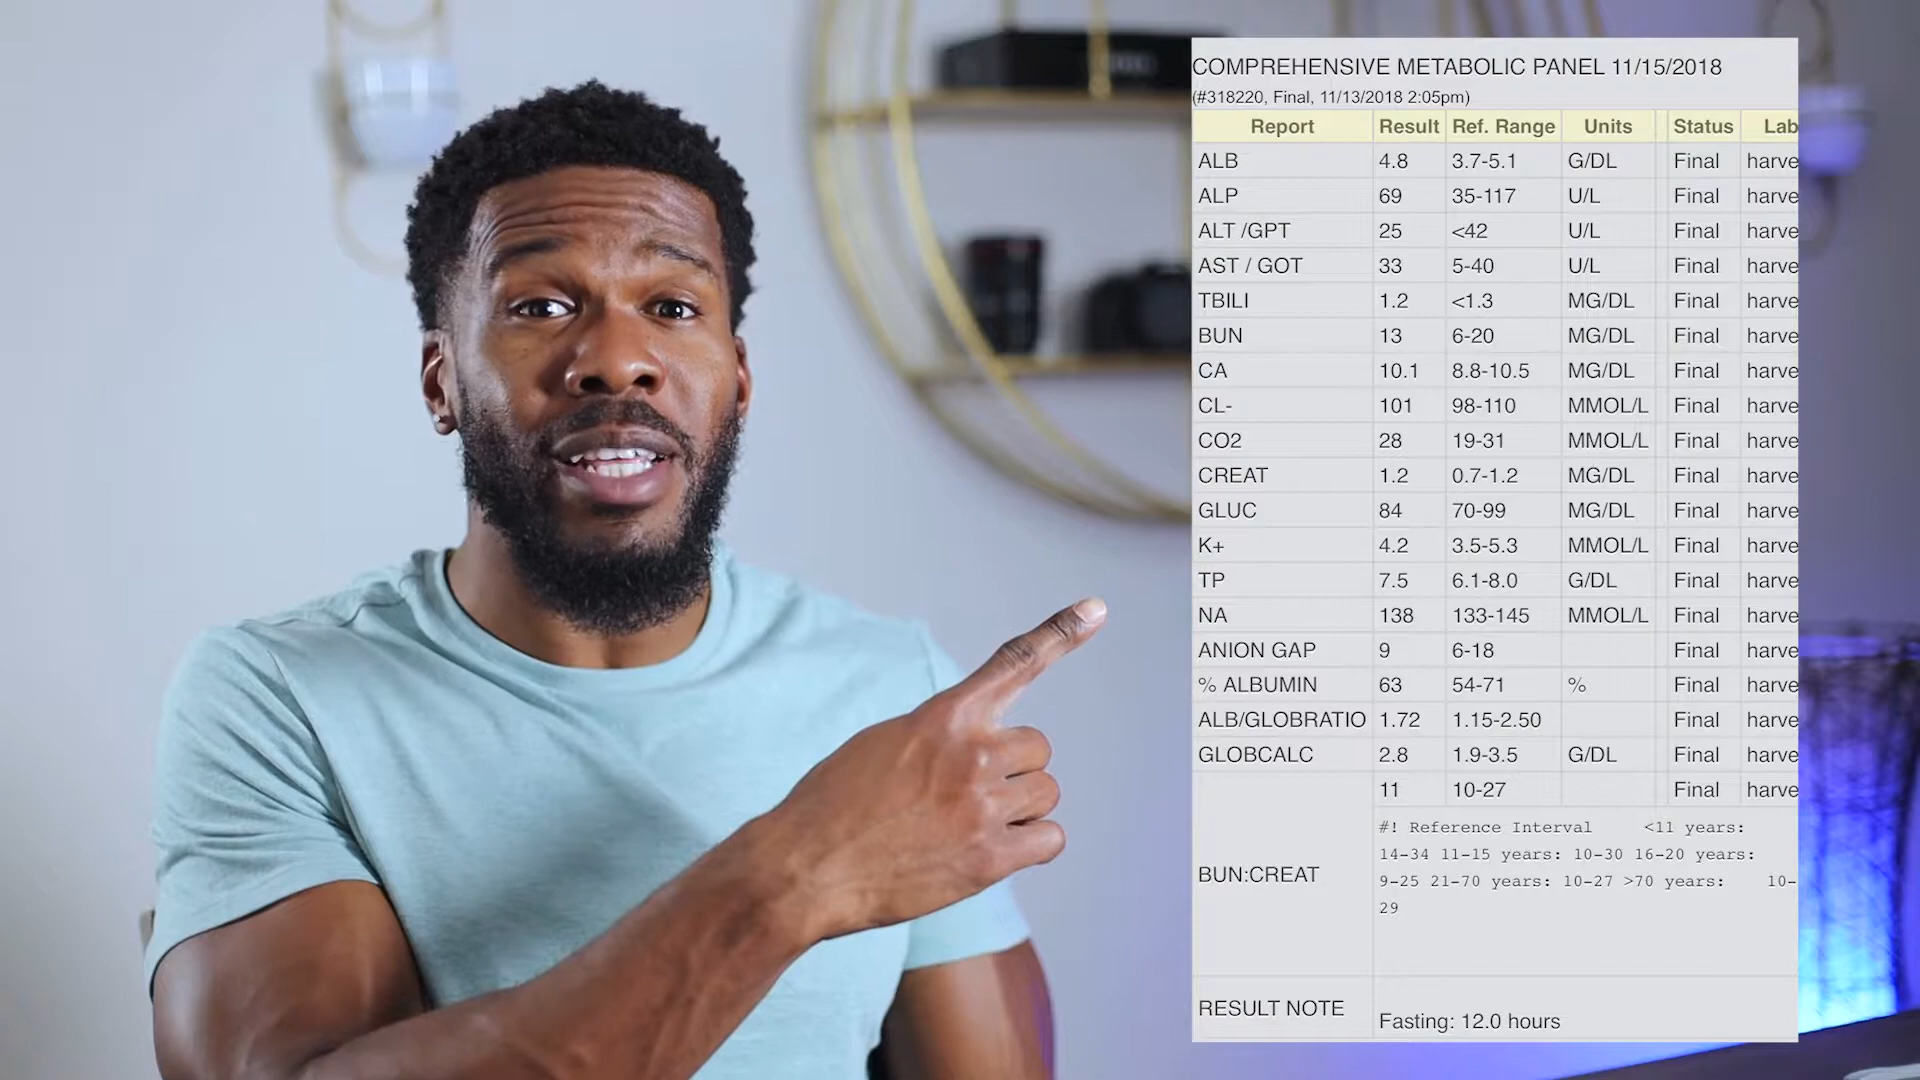 COMPREHENSIVE METABOLIC PANEL 11/15/2018
(#318220, Final, 11/13/2018 2:05pm)
Report Result Ref. Range Units Status Lab
ALB 4.8 3.7-5.1 G/DL Final harve
ALP 69 35-117 U/L Final harve
ALT /GPT 25 <42 U/L Final harve
AST / GOT 33 5-40 U/L Final harve
TBILI 1.2 <1.3 MG/DL Final harve
BUN 13 6-20 MG/DL Final harve
CA 10.1 8.8-10.5 MG/DL Final harve
CL- 101 98-110 MMOL/L Final harve
CO2 28 19-31 MMOL/L Final harve
CREAT 1.2 0.7-1.2 MG/DL Final harve
GLUC 84 70-99 MG/DL Final harve
K+ 4.2 3.5-5.3 MMOL/L Final harve
TP 7.5 6.1-8.0 G/DL Final harve
NA 138 133-145 MMOL/L Final harve
ANION GAP 9 6-18 Final harve
% ALBUMIN 63 54-71 % Final harve
ALB/GLOBRATIO 1.72 1.15-2.50 Final harve
GLOBCALC 2.8 1.9-3.5 G/DL Final harve
11 10-27 Final harve
#! Reference Interval <11 years:
14-34 11-15 years: 10-30 16-20 years:
BUN:CREAT
9-25 21-70 years: 10-27 >70 years: 10-
29
RESULT NOTE
Fasting: 12.0 hours